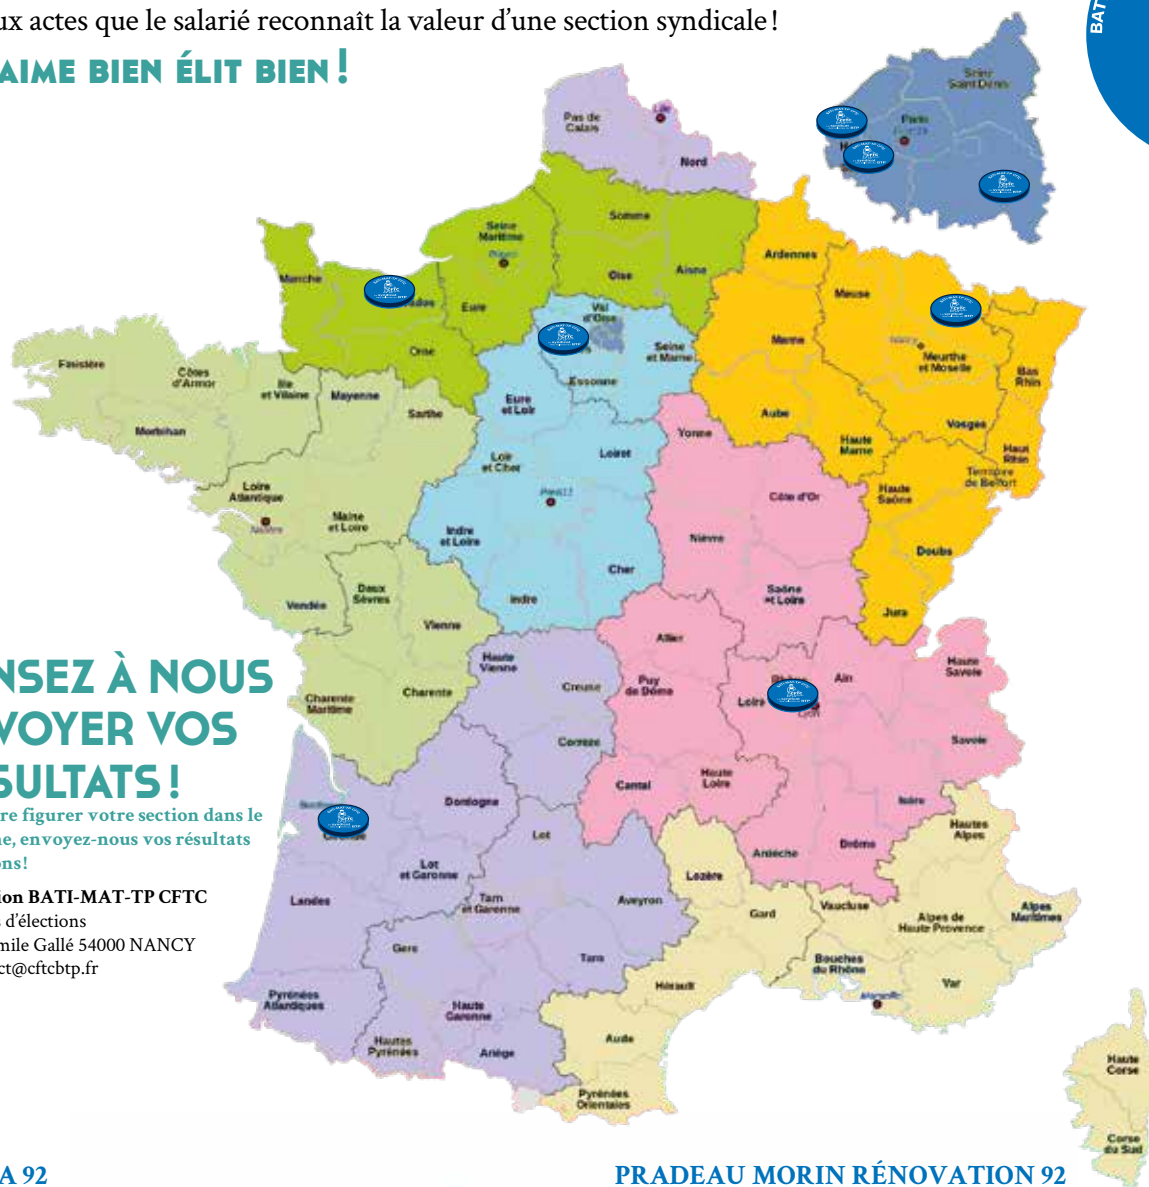 ux actes que le salarié reconnaît la valeur d’une section syndicale !
AIME BIEN ÉLIT BIEN !
BAT
Seine
Saint Denis
Paris
Pas de
Calais
Lille
Nord
Somme
Seine
Maritime
Oise
Aisne
Ardennes
Manche
Eure
Orne
Val
d'Oise
Seine
et Marne
Essonne
Meuse
Marne
Nancy
Meurthe
et Moselle
Bas
Rhin
Aube
Haute
Marne
Vosges
Haut
Rhin
Territoire
de Belfort
Finistère
Côtes
d'Armor
Ille
et Vilaine
Mayenne
Sarthe
Morbihan
Eure
et Loir
Loir
et Cher
Loiret
Yonne
Côte d'Or
Haute
Saône
Loire
Atlantique
Maine
et Loire
Indre
et Loire
Nièvre
Doubs
Cher
Indre
Saône
et Loire
Jura
Vendée
Deux
Sèvres
Vienne
Haute
Vienne
Creuse
Allier
Puy
de Dôme
Loire
Ain
Lyon
Haute
Savoie
Savoie
Charente
Maritime
Charente
Corrèze
Cantal
Haute
Loire
Isère
Dordogne
Lot
Ardèche
Drôme
Hautes
Alpes
NSEZ À NOUS
VOYER VOS
SULTATS !
re figurer votre section dans le
ne, envoyez-nous vos résultats
ons !
ion BATI-MAT-TP CFTC
s d’élections
mile Gallé 54000 NANCY
ct@cftcbtp.fr
Lot
et Garonne
Landes
Tarn
et Garonne
Aveyron
Lozère
Gard
Vaucluse
Alpes de
Haute Provence
Alpes
Maritimes
Gers
Tarn
Hérault
Bouches
du Rhône
Var
Marseille
Pyrénées
Atlantiques
Haute
Garonne
Hautes
Pyrénées
Ariège
Aude
Pyrénées
Orientales
Haute
Corse
Corse
du Sud
A 92
PRADEAU MORIN RÉNOVATION 92